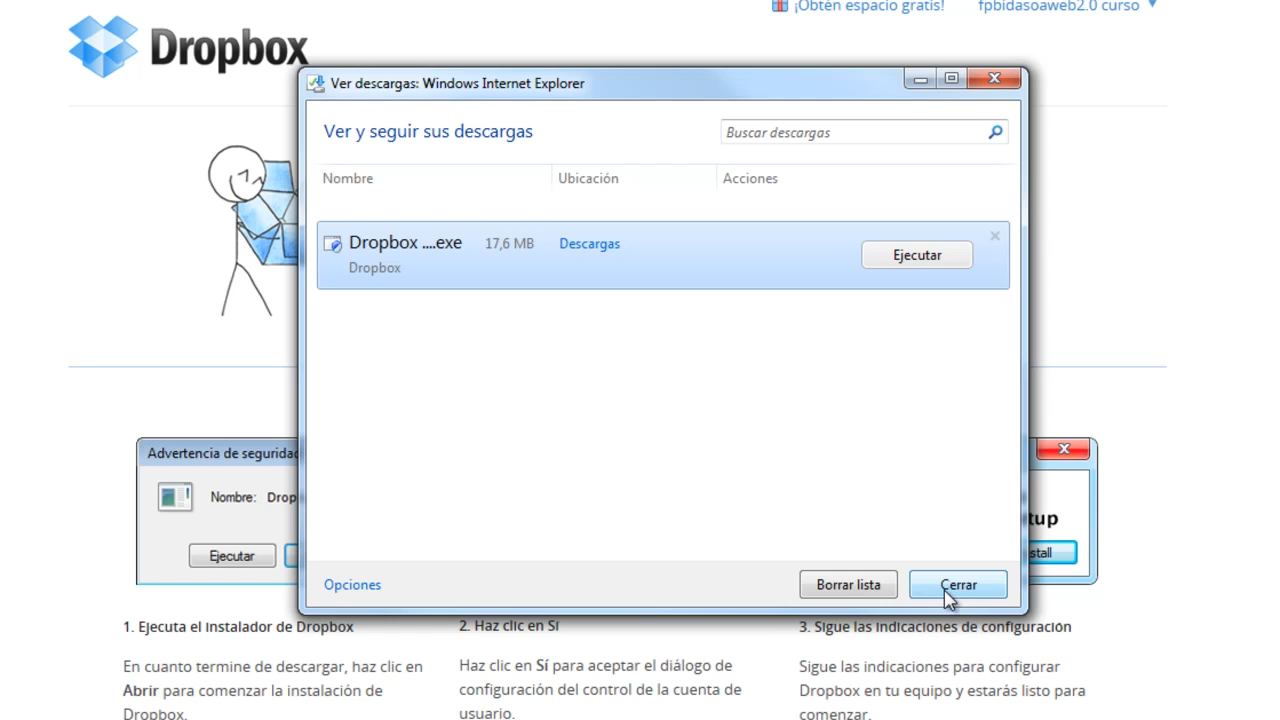 ¡Obtén espacio gratis! fpbidasoaweb2.0 curso
Dropbox
Ver descargas: Windows Internet Explorer
Ver y seguir sus descargas
Buscar descargas
Nombre Ubicación Acciones
Dropbox ....exe 17,6 MB Descargas
Ejecutar
Dropbox
Advertencia de seguridad
Nombre: Drop
tup
Ejecutar
stall
Opciones Borrar lista Cerrar
1. Ejecuta el instalador de Dropbox
En cuanto termine de descargar, haz clic en
Abrir para comenzar la instalación de
Dropbox.
2. Haz clic en Sí
Haz clic en Sí para aceptar el diálogo de
configuración del control de la cuenta de
usuario.
3. Sigue las indicaciones de configuración
Sigue las indicaciones para configurar
Dropbox en tu equipo y estarás listo para
comenzar.